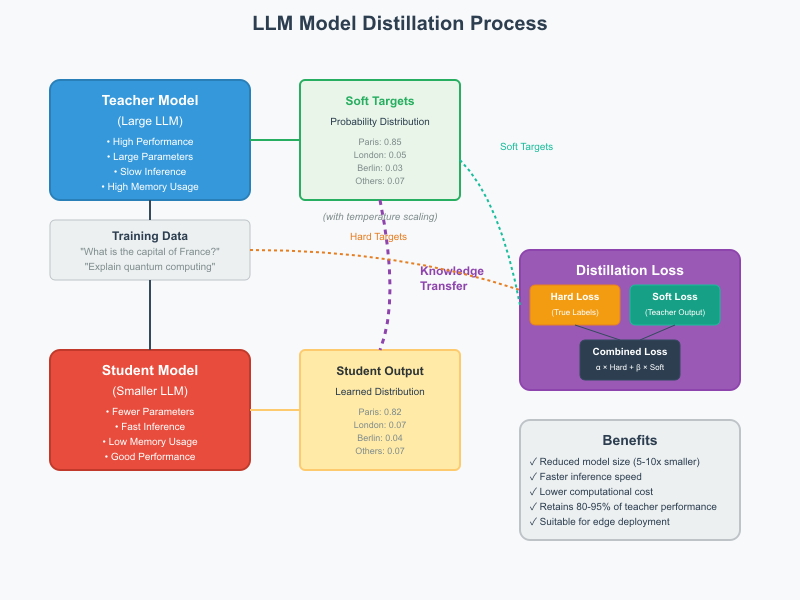 LLM Model Distillation Process
Teacher Model
(Large LLM)
• High Performance
• Large Parameters
• Slow Inference
• High Memory Usage
Soft Targets
Probability Distribution
Paris: 0.85
London: 0.05
Berlin: 0.03
Others: 0.07
(with temperature scaling)
Soft Targets
Training Data
"What is the capital of France?"
"Explain quantum computing"
Hard Targets
Knowledge
Transfer
Distillation Loss
Hard Loss
(True Labels)
Soft Loss
(Teacher Output)
Combined Loss
α × Hard + β × Soft
Student Model
(Smaller LLM)
• Fewer Parameters
• Fast Inference
• Low Memory Usage
• Good Performance
Student Output
Learned Distribution
Paris: 0.82
London: 0.07
Berlin: 0.04
Others: 0.07
Benefits
✓ Reduced model size (5-10x smaller)
✓ Faster inference speed
✓ Lower computational cost
✓ Retains 80-95% of teacher performance
✓ Suitable for edge deployment